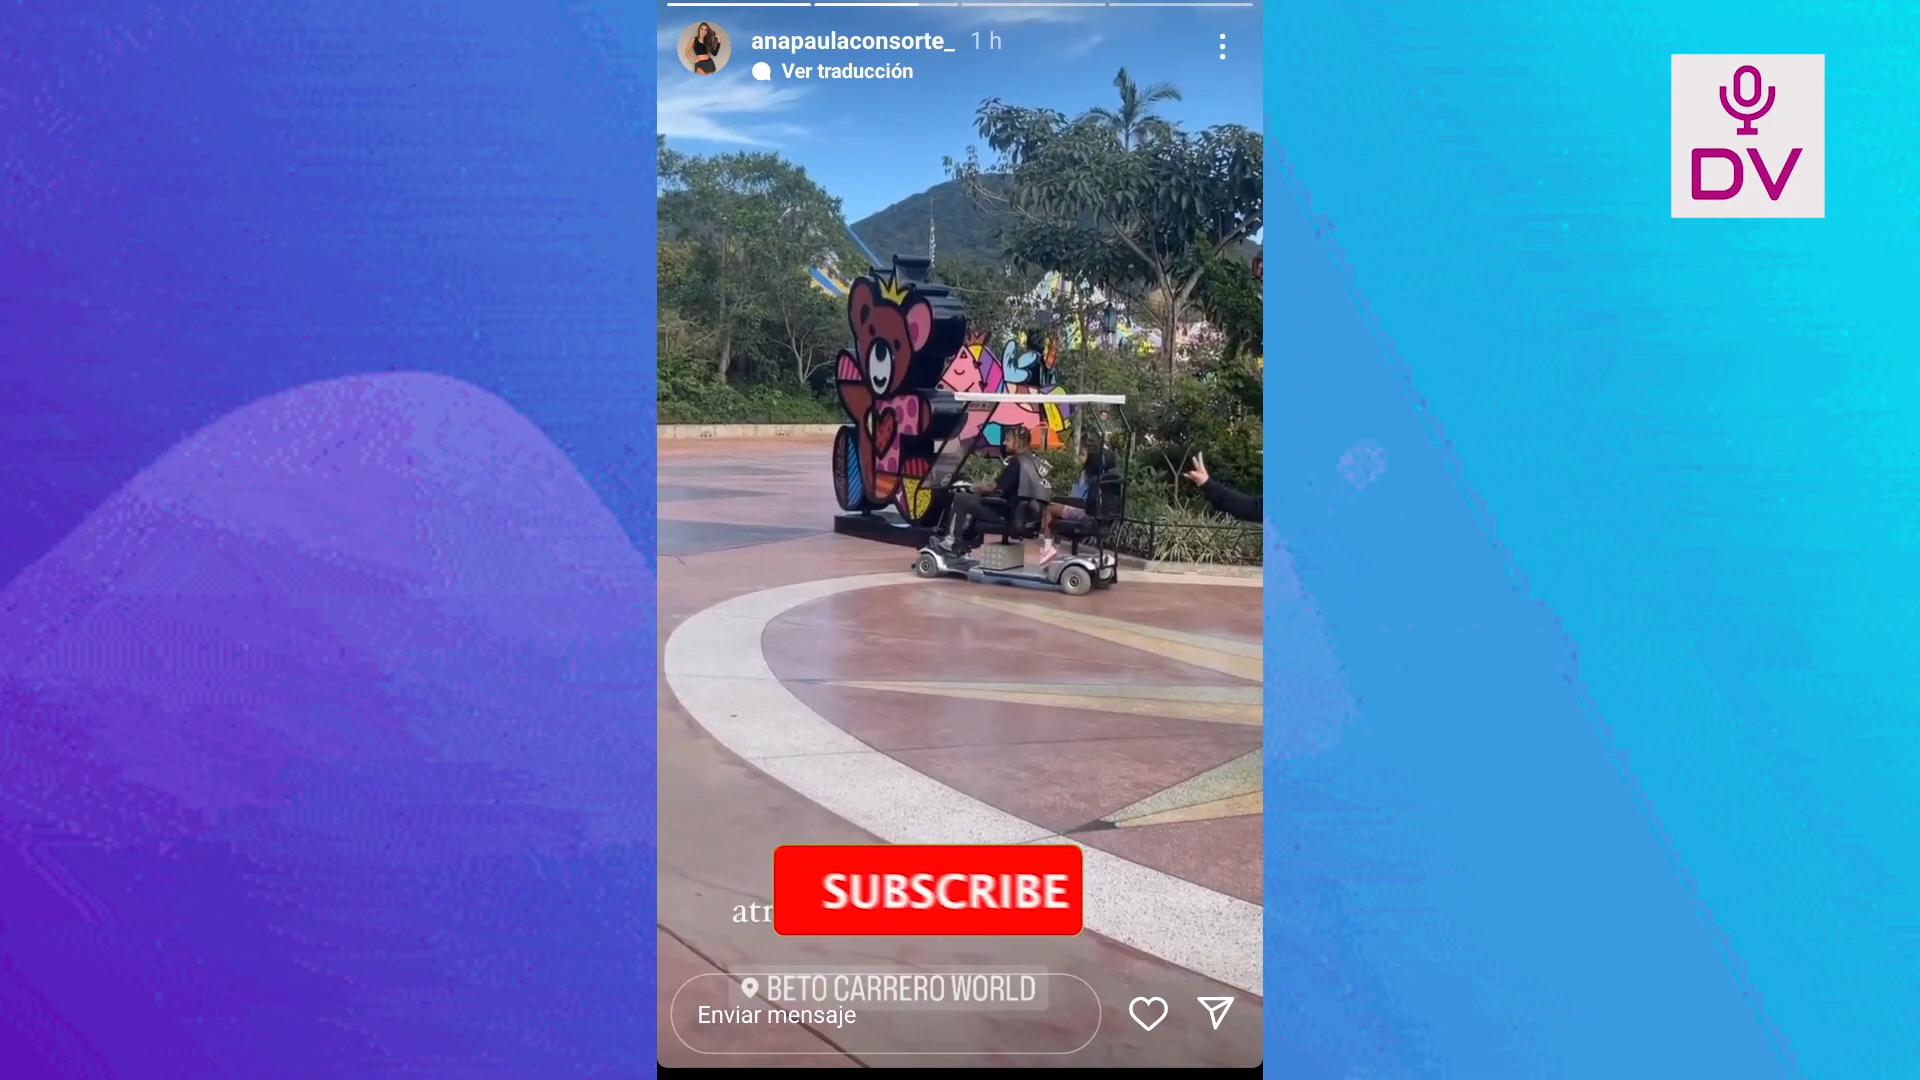 anapaulaconsorte_ 1 h
Ver traducción
DV
SUBSCRIBE
BETO CARRERO WORLD
Enviar mensaje